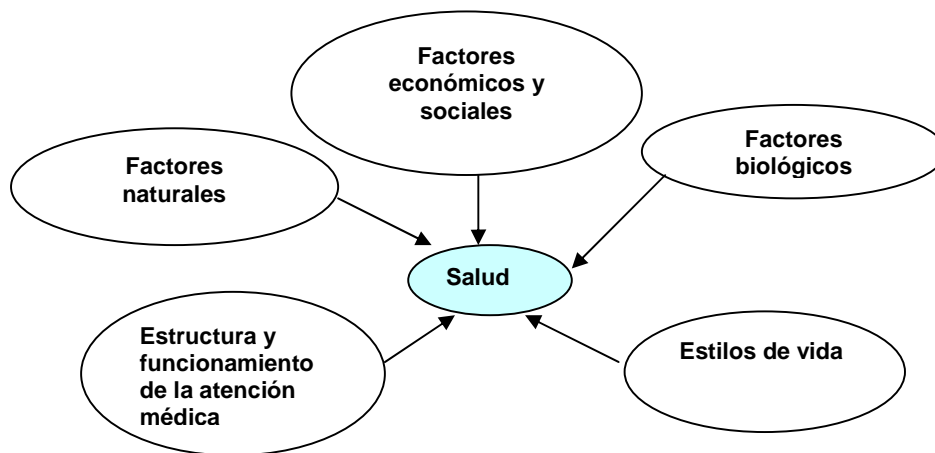 Factores
económicos y
sociales
Factores
naturales
Factores
biológicos
Salud
Estructura y
funcionamiento
de la atención
médica
Estilos de vida